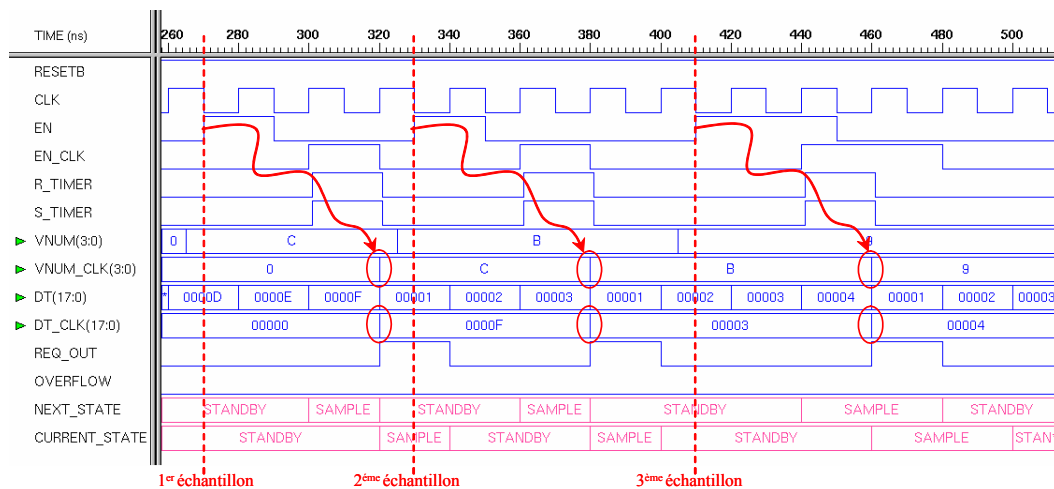 TIME (ns) 260 280 300 320 340 360 380 400 420 440 460 480 500
RESETB
CLK
EN
EN_CLK
R_TIMER
S_TIMER
VNUM(3:0) 0 C B 9
VNUM_CLK(3:0) 0 C B 9
DT(17:0) * 0000D 0000E 0000F 00001 00002 00003 00001 00002 00003 00004 00001 00002 00003
DT_CLK(17:0) 00000 0000F 00003 00004
REQ_OUT
OVERFLOW
NEXT_STATE STANDBY SAMPLE STANDBY SAMPLE STANDBY SAMPLE STANDBY
CURRENT_STATE STANDBY SAMPLE STANDBY SAMPLE STANDBY SAMPLE STAN
1er échantillon 2éme échantillon 3ème échantillon